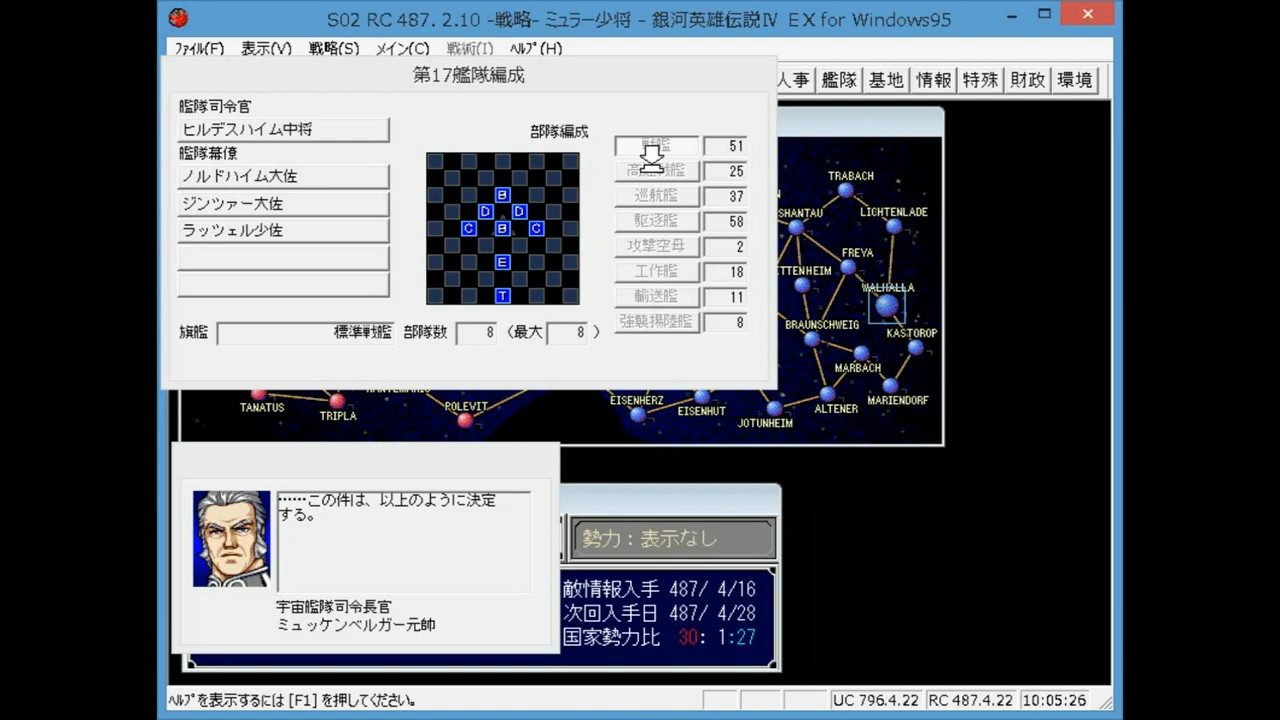 S02 RC 487. 2.10 -戦略- ミュラー少将 - 銀河英雄伝説Ⅳ EX for Windows95
ﾌｧｲﾙ(F) 表示(V) 戦略(S) メイン(C) 戦術(I) ﾍﾙﾌﾟ(H)
人事 艦隊 基地 情報 特殊 財政 環境
第17艦隊編成
艦隊司令官
ヒルデスハイム中将
艦隊幕僚
ノルドハイム大佐
ジンツァー大佐
ラッツェル少佐
部隊編成
B
D D
C B C
E
T
戦艦 51
高速戦艦 25
巡航艦 37
駆逐艦 58
攻撃空母 2
工作艦 18
輸送艦 11
強襲揚陸艦 8
旗艦 標準戦艦 部隊数 8 (最大 8 )
TRABACH
SHANTAU
LICHTENLADE
FREYA
TTENHEIM
WALHALLA
BRAUNSCHWEIG
KASTOROP
MARBACH
MARIENDORF
ALTENER
JOTUNHEIM
EISENHUT
EISENHERZ
POLEVIT
TRIPLA
TANATUS
……この件は、以上のように決定
する。
宇宙艦隊司令長官
ミュッケンベルガー元帥
勢力：表示なし
敵情報入手 487/ 4/16
次回入手日 487/ 4/28
国家勢力比 30: 1:27
ﾍﾙﾌﾟを表示するには [F1] を押してください。
UC 796.4.22 RC 487.4.22 10:05:26